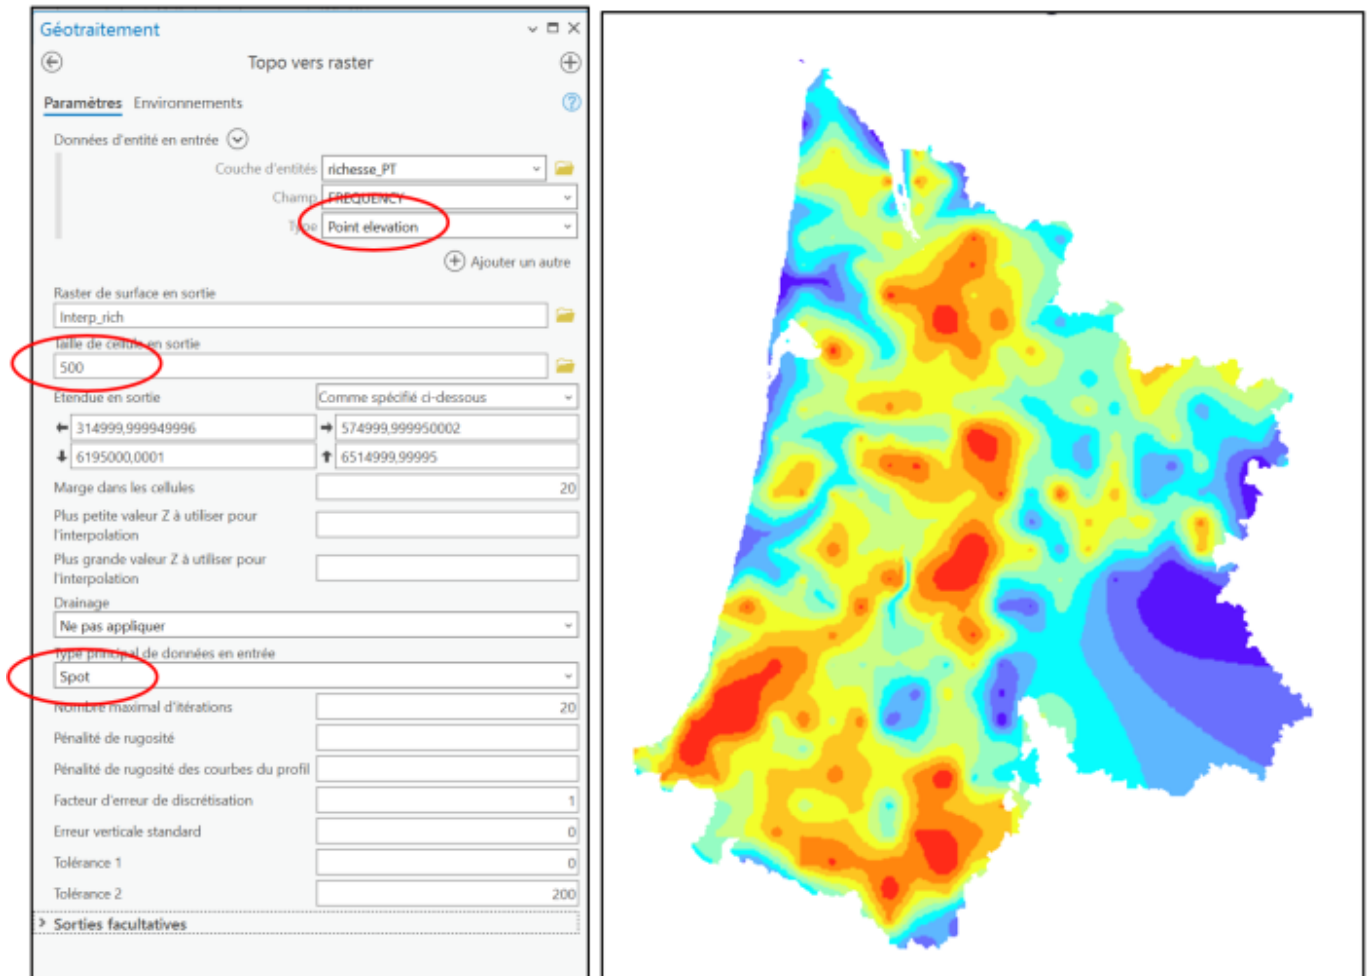 Géotraitement
Topo vers raster
Paramètres Environnements
Données d'entité en entrée
Couche d'entités richesse_PT
Champ FREQUENCY
Type Point elevation
Ajouter un autre
Raster de surface en sortie
Interp_rich
Taille de cellule en sortie
500
Etendue en sortie Comme spécifié ci-dessous
314999,999949996 574999,999950002
6195000,0001 6514999,99995
Marge dans les cellules 20
Plus petite valeur Z à utiliser pour
l'interpolation
Plus grande valeur Z à utiliser pour
l'interpolation
Drainage
Ne pas appliquer
Type principal de données en entrée
Spot
Nombre maximal d'itérations 20
Pénalité de rugosité
Pénalité de rugosité des courbes du profil
Facteur d'erreur de discrétisation 1
Erreur verticale standard 0
Tolérance 1 0
Tolérance 2 200
Sorties facultatives